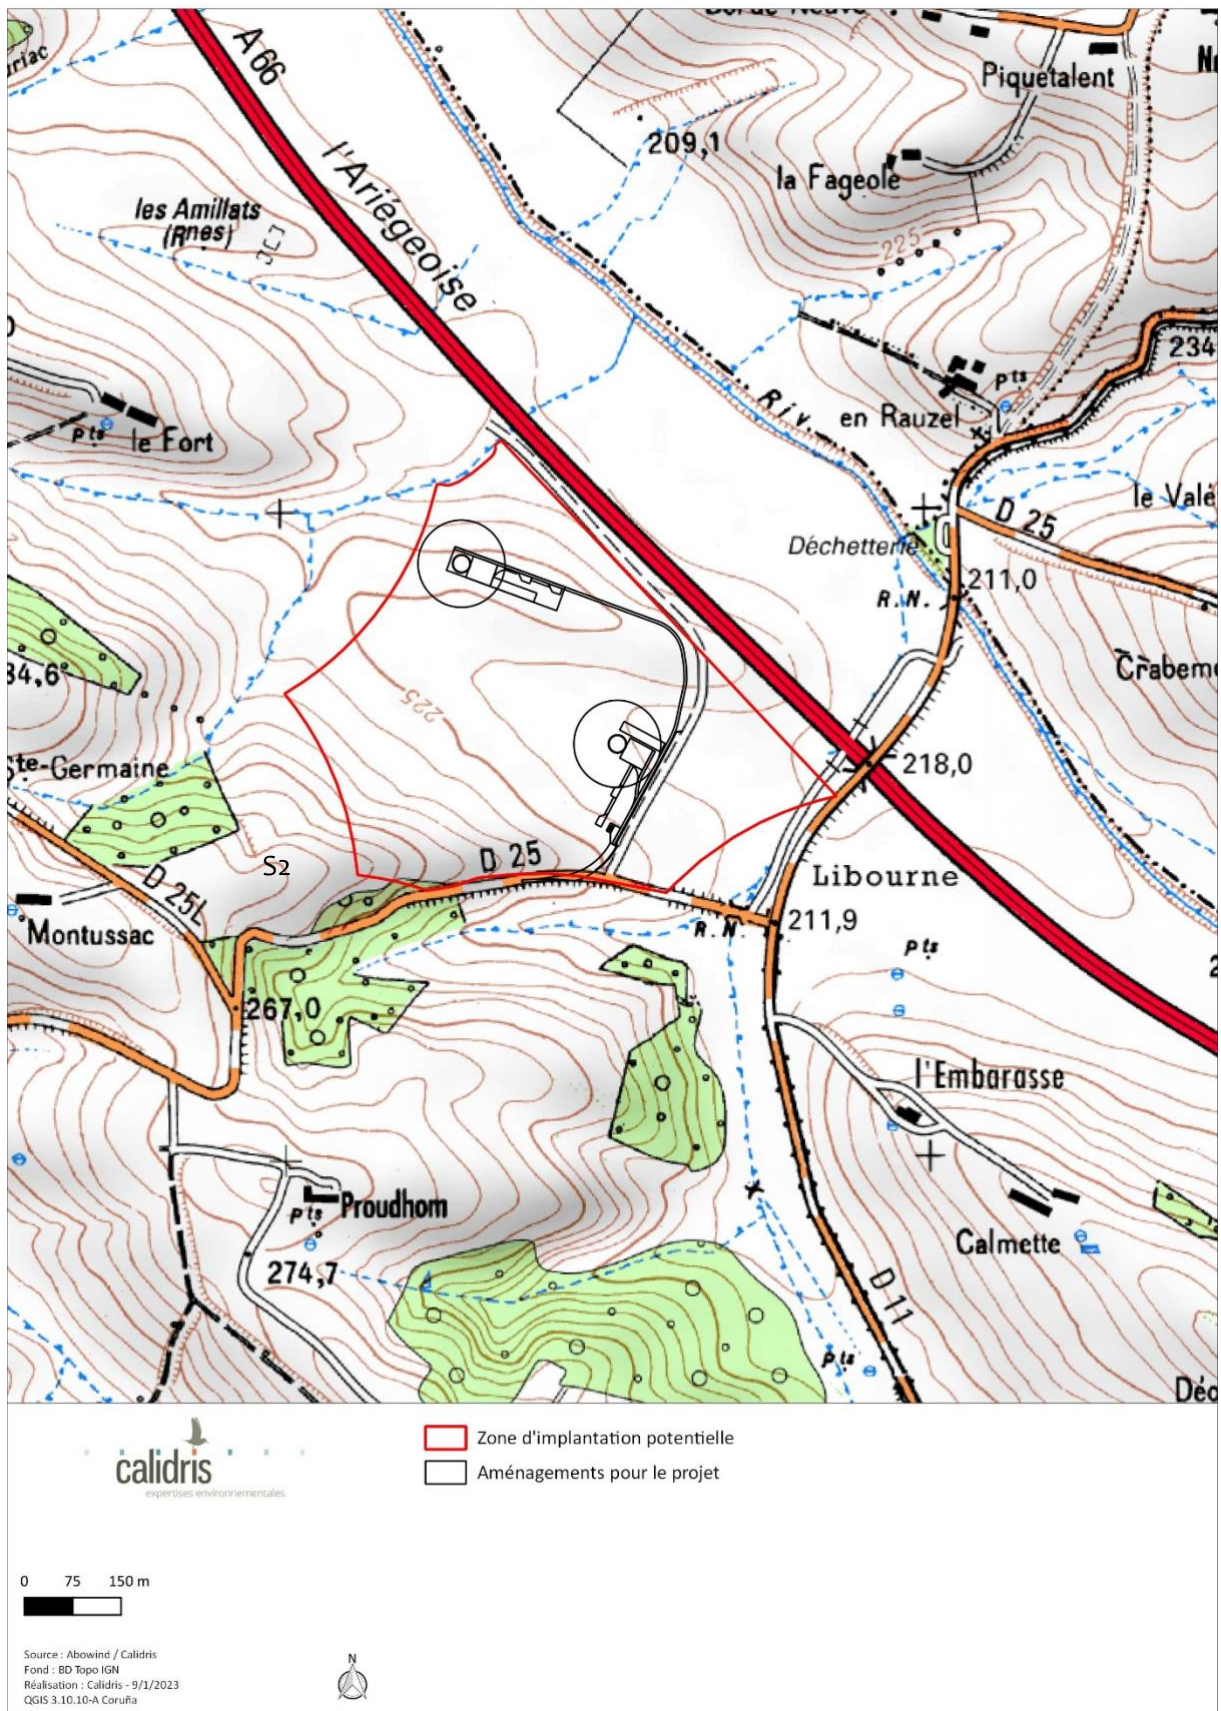 A66
Piquetalent
209,1
la Fageole
l'Ariégeoise
les Amillats
(Rnes)
225
234
Pts
Riv.
en Rauzel
Pts
le Fort
le Valé
D 25
Déchetterie
211,0
R.N.
Crabem
34,6
225
Ste-Germaine
218,0
S2
D 25
D 25L
Libourne
Montussac
R.N.
211,9
Pts
267,0
l'Embarasse
Pts
Proudhom
Calmette
274,7
D 11
Pts
Déc
calidris
expertises environnementales
Zone d'implantation potentielle
Aménagements pour le projet
0 75 150 m
Source : Abowind / Calidris
Fond : BD Topo IGN
Réalisation : Calidris - 9/1/2023
QGIS 3.10.10-A Coruña
N